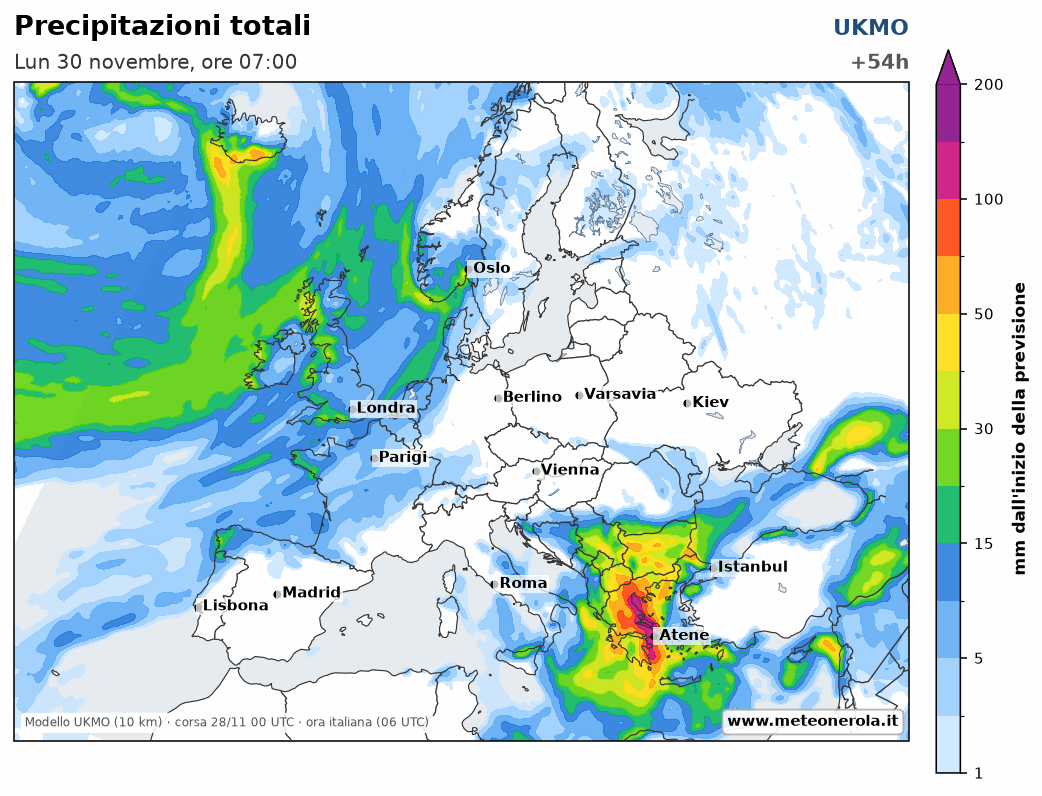 Precipitazioni totali
UKMO
Lun 30 novembre, ore 07:00
+54h
200
100
50
30
15
5
1
mm dall'inizio della previsione
Oslo
Berlino
Varsavia
Kiev
Londra
Parigi
Vienna
Istanbul
Roma
Madrid
Lisbona
Atene
Modello UKMO (10 km) · corsa 28/11 00 UTC · ora italiana (06 UTC)
www.meteonerola.it